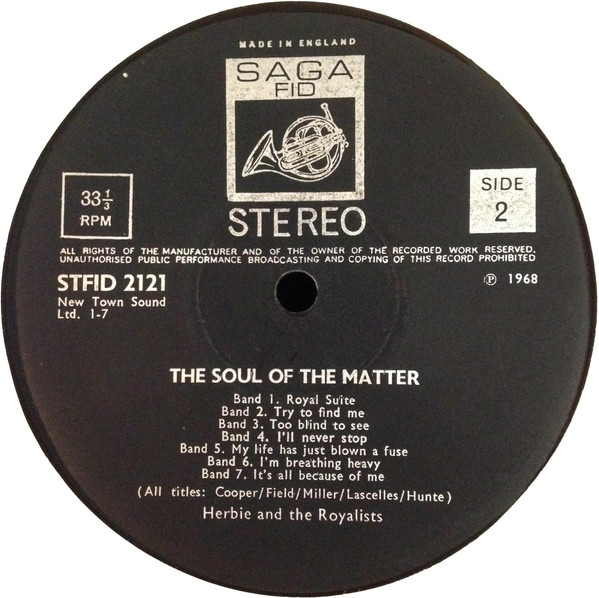 MADE IN ENGLAND
SAGA
FID
33 1/3
RPM
SIDE
2
STEREO
ALL RIGHTS OF THE MANUFACTURER AND OF THE OWNER OF THE RECORDED WORK RESERVED.
UNAUTHORISED PUBLIC PERFORMANCE BROADCASTING AND COPYING OF THIS RECORD PROHIBITED
STFID 2121
New Town Sound
Ltd. 1-7
℗ 1968
THE SOUL OF THE MATTER
Band 1. Royal Suite
Band 2. Try to find me
Band 3. Too blind to see
Band 4. I'll never stop
Band 5. My life has just blown a fuse
Band 6. I'm breathing heavy
Band 7. It's all because of me
(All titles: Cooper/Field/Miller/Lascelles/Hunte)
Herbie and the Royalists